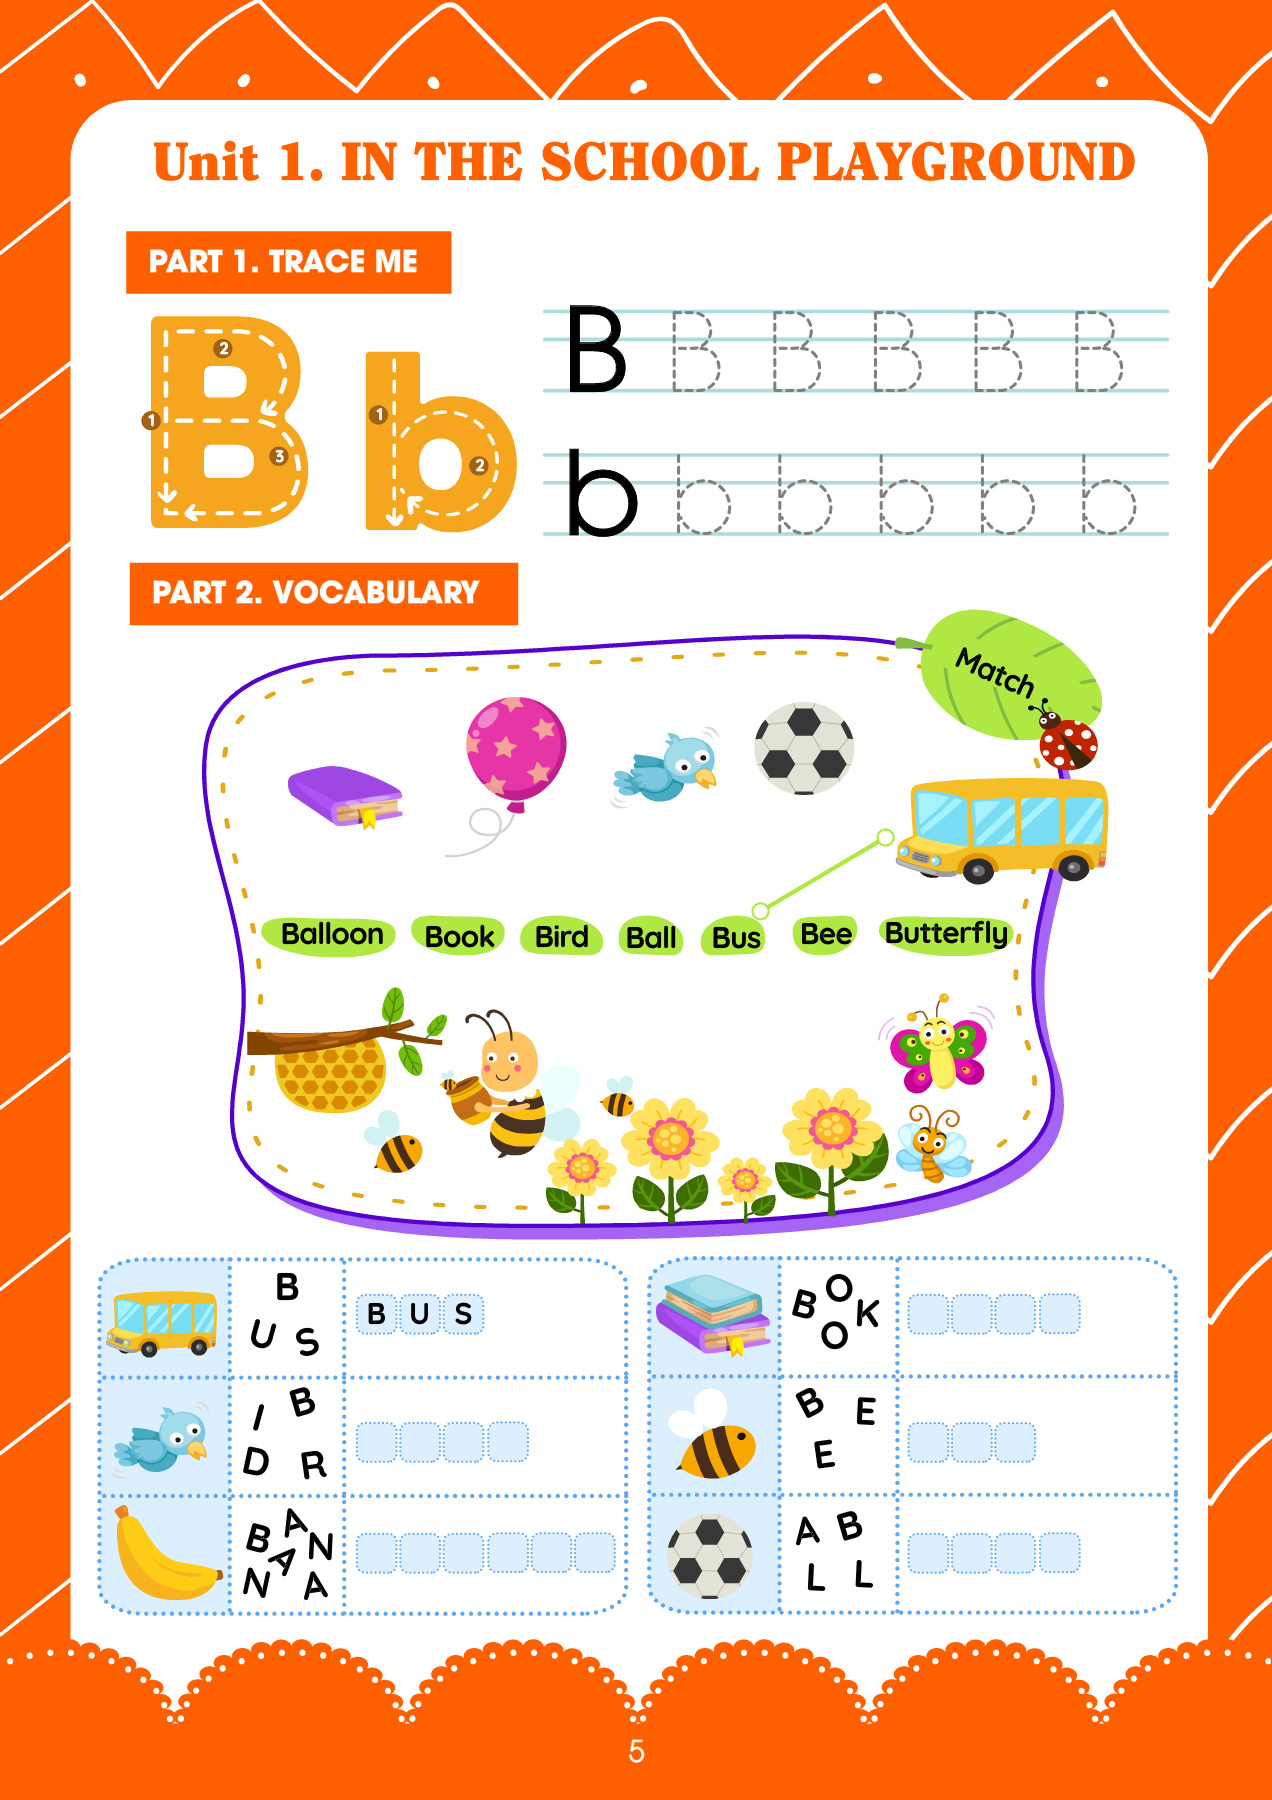 Unit 1. IN THE SCHOOL PLAYGROUND
PART 1. TRACE ME
B
1
2
3
b
1
2
B B B B B B
b b b b b b
PART 2. VOCABULARY
Match
Balloon Book Bird Ball Bus Bee Butterfly
B
U S
B U S
I B
D R
B A N
A
N A
B O K
O
B E
E
A B
L L
5